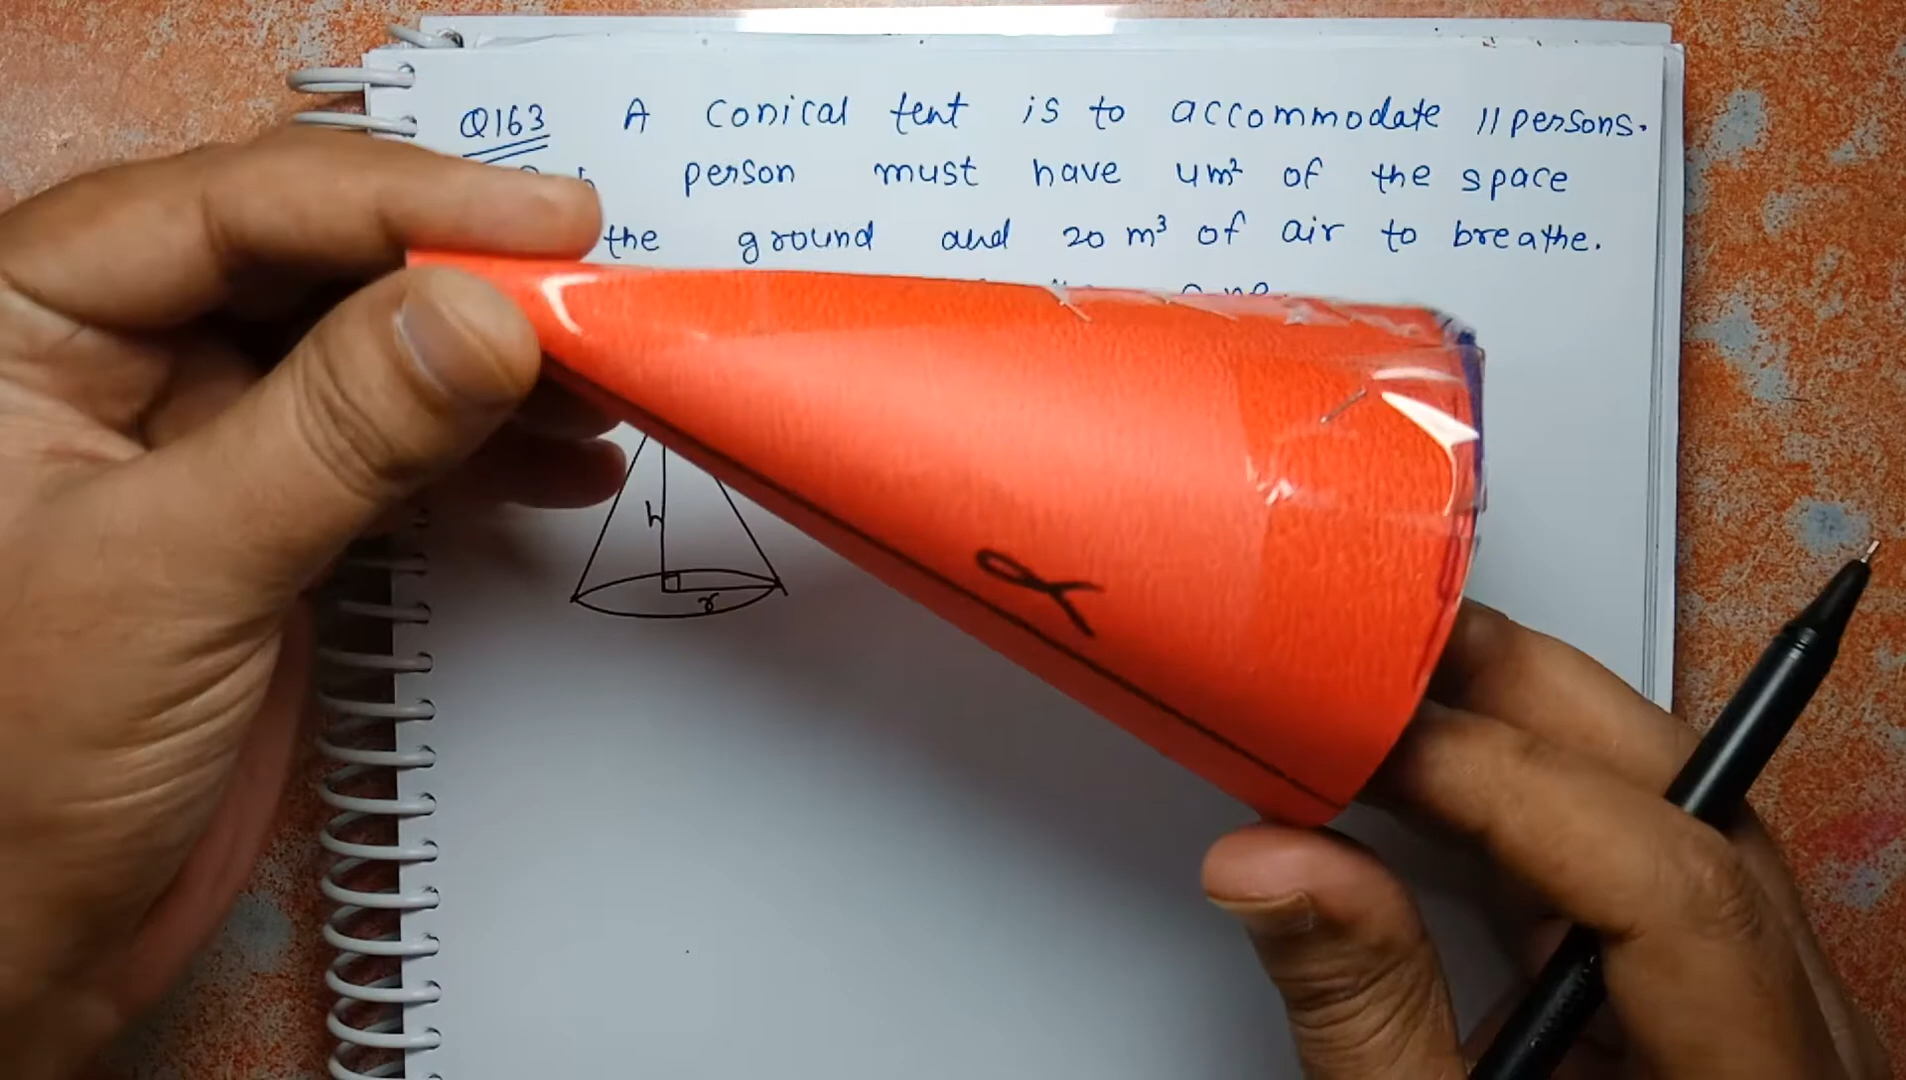 Q163 A conical tent is to accommodate 11 persons.
person must have 4m² of the space
the ground and 20 m³ of air to breathe.
h
r